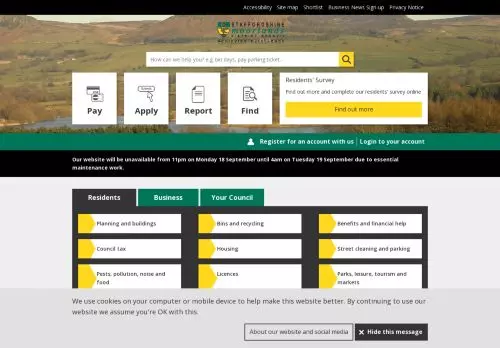 Accessibility Site map Shortlist Business News Sign up Privacy Notice
STAFFORDSHIRE
moorlands
DISTRICT COUNCIL
ACHIEVING EXCELLENCE
How can we help you? e.g. bin days, pay parking ticket...
Pay
Apply
Report
Find
Residents' Survey
Find out more and complete our residents' survey online
Find out more
Register for an account with us | Login to your account
Our website will be unavailable from 11pm on Monday 18 September until 4am on Tuesday 19 September due to essential
maintenance work.
Residents
Business
Your Council
Planning and buildings
Bins and recycling
Benefits and financial help
Council tax
Housing
Street cleaning and parking
Pests, pollution, noise and
food
Licences
Parks, leisure, tourism and
markets
We use cookies on your computer or mobile device to help make this website better. By continuing to use our
website we assume you're OK with this.
About our website and social media
✕ Hide this message